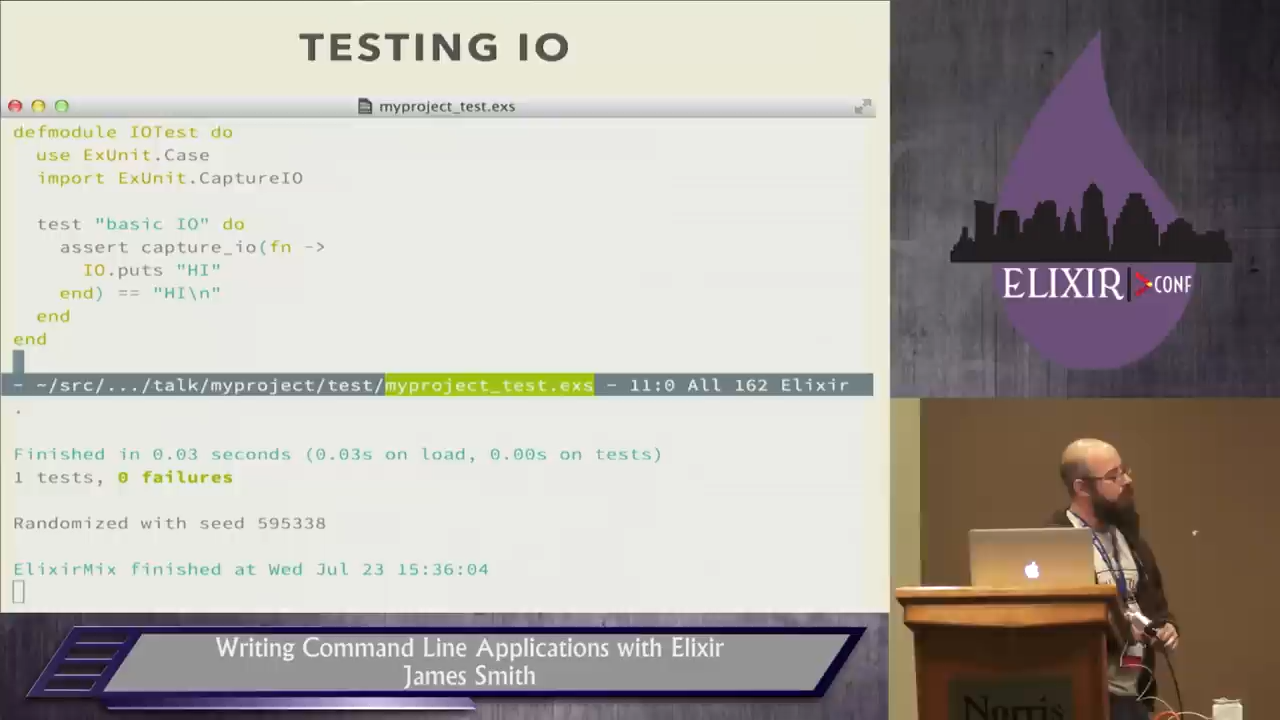 TESTING IO
myproject_test.exs
defmodule IOTest do
use ExUnit.Case
import ExUnit.CaptureIO
test "basic IO" do
assert capture_io(fn ->
IO.puts "HI"
end) == "HI\n"
end
end
- ~/src/.../talk/myproject/test/myproject_test.exs - 11:0 All 162 Elixir
.
Finished in 0.03 seconds (0.03s on load, 0.00s on tests)
1 tests, 0 failures
Randomized with seed 595338
ElixirMix finished at Wed Jul 23 15:36:04
ELIXIR|>CONF
Norris
Writing Command Line Applications with Elixir
James Smith